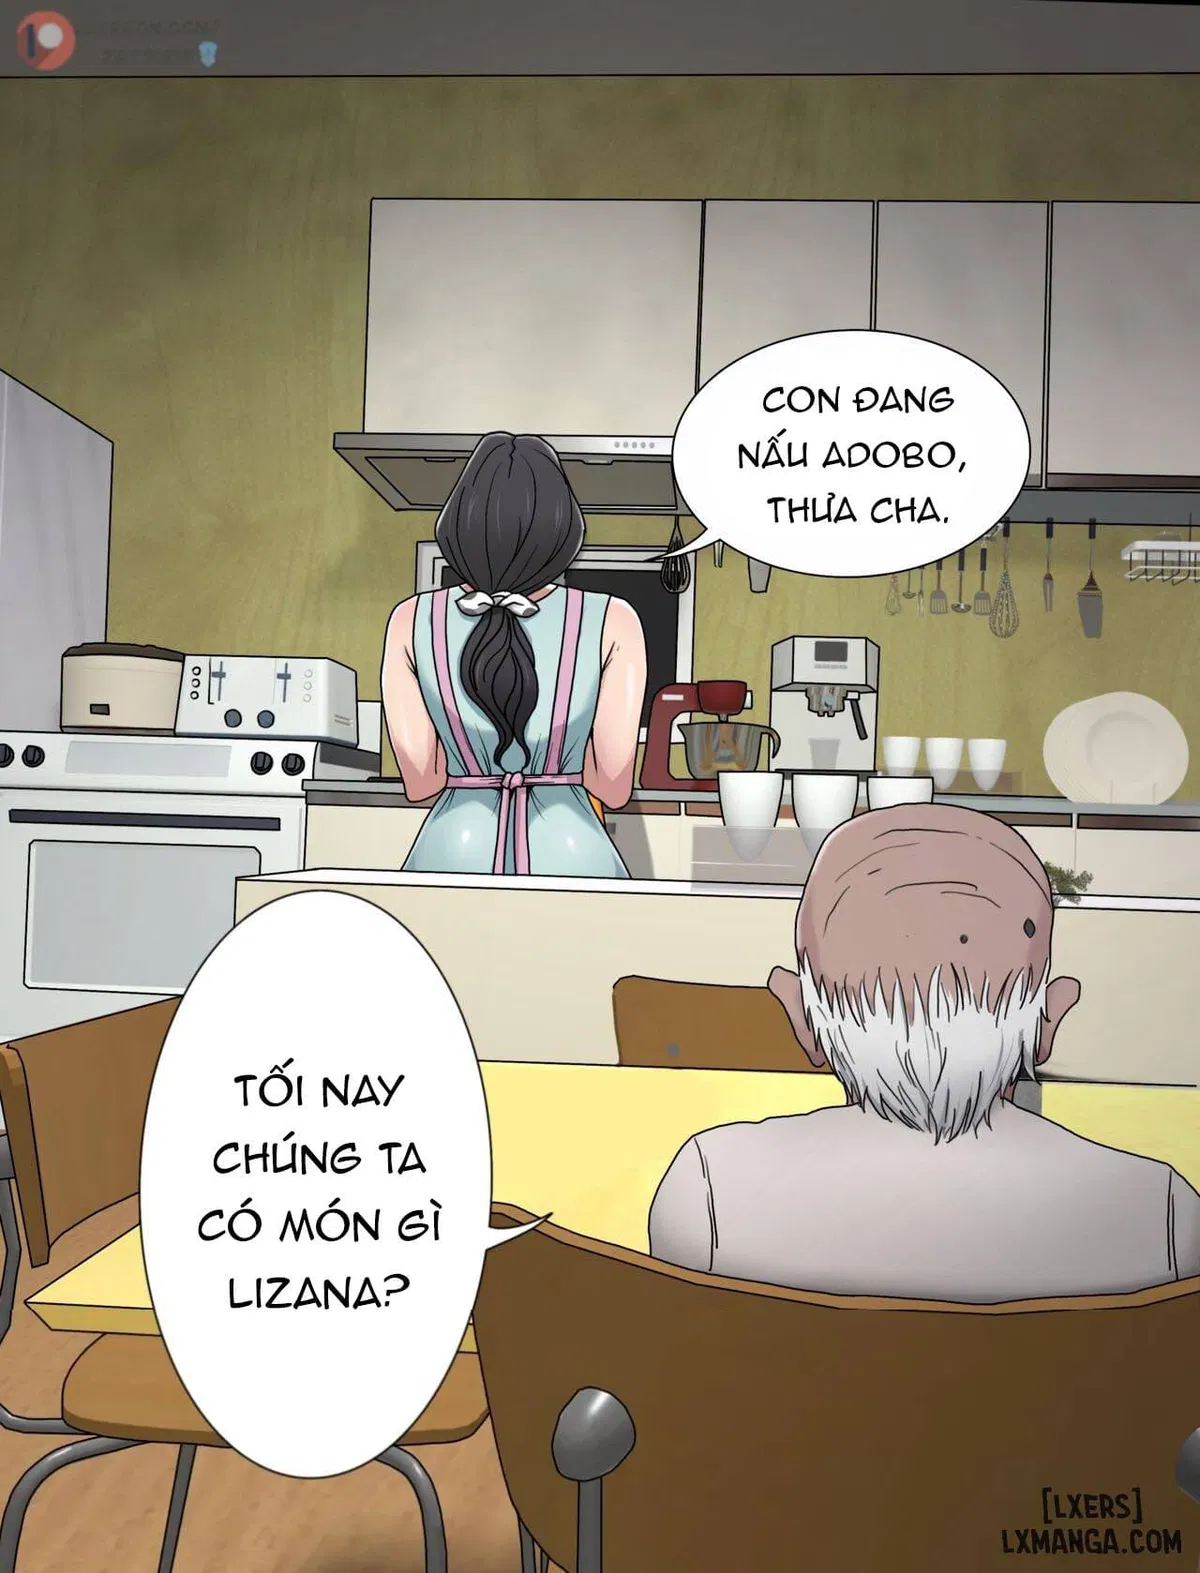 CON ĐANG
NẤU ADOBO,
THƯA CHA.
TỐI NAY
CHÚNG TA
CÓ MÓN GÌ
LIZANA?
[LXERS]
LXMANGA.COM